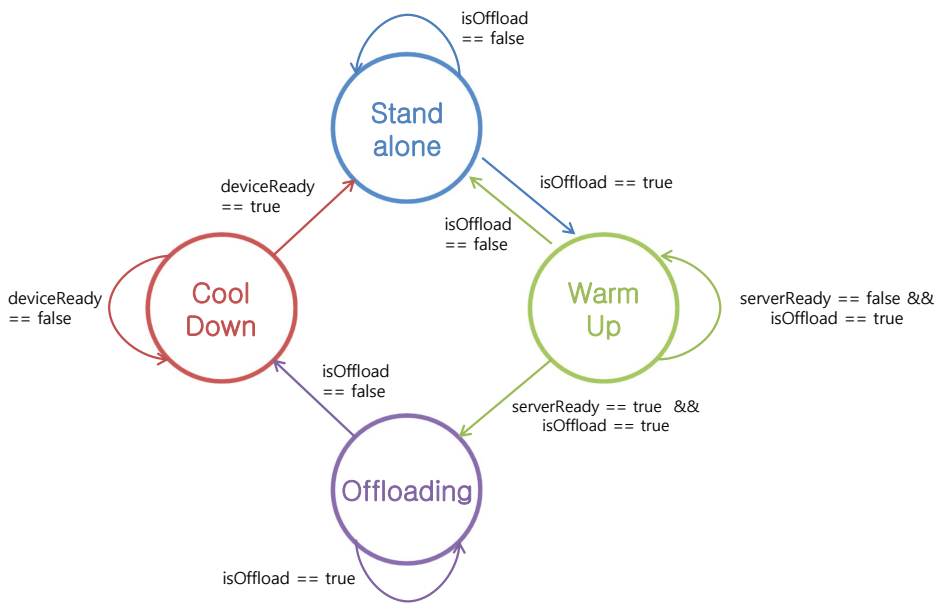 isOffload
== false
Stand
alone
deviceReady
== true
isOffload == true
isOffload
== false
deviceReady
== false
Cool
Down
Warm
Up
serverReady == false &&
isOffload == true
isOffload
== false
serverReady == true  &&
isOffload == true
Offloading
isOffload == true